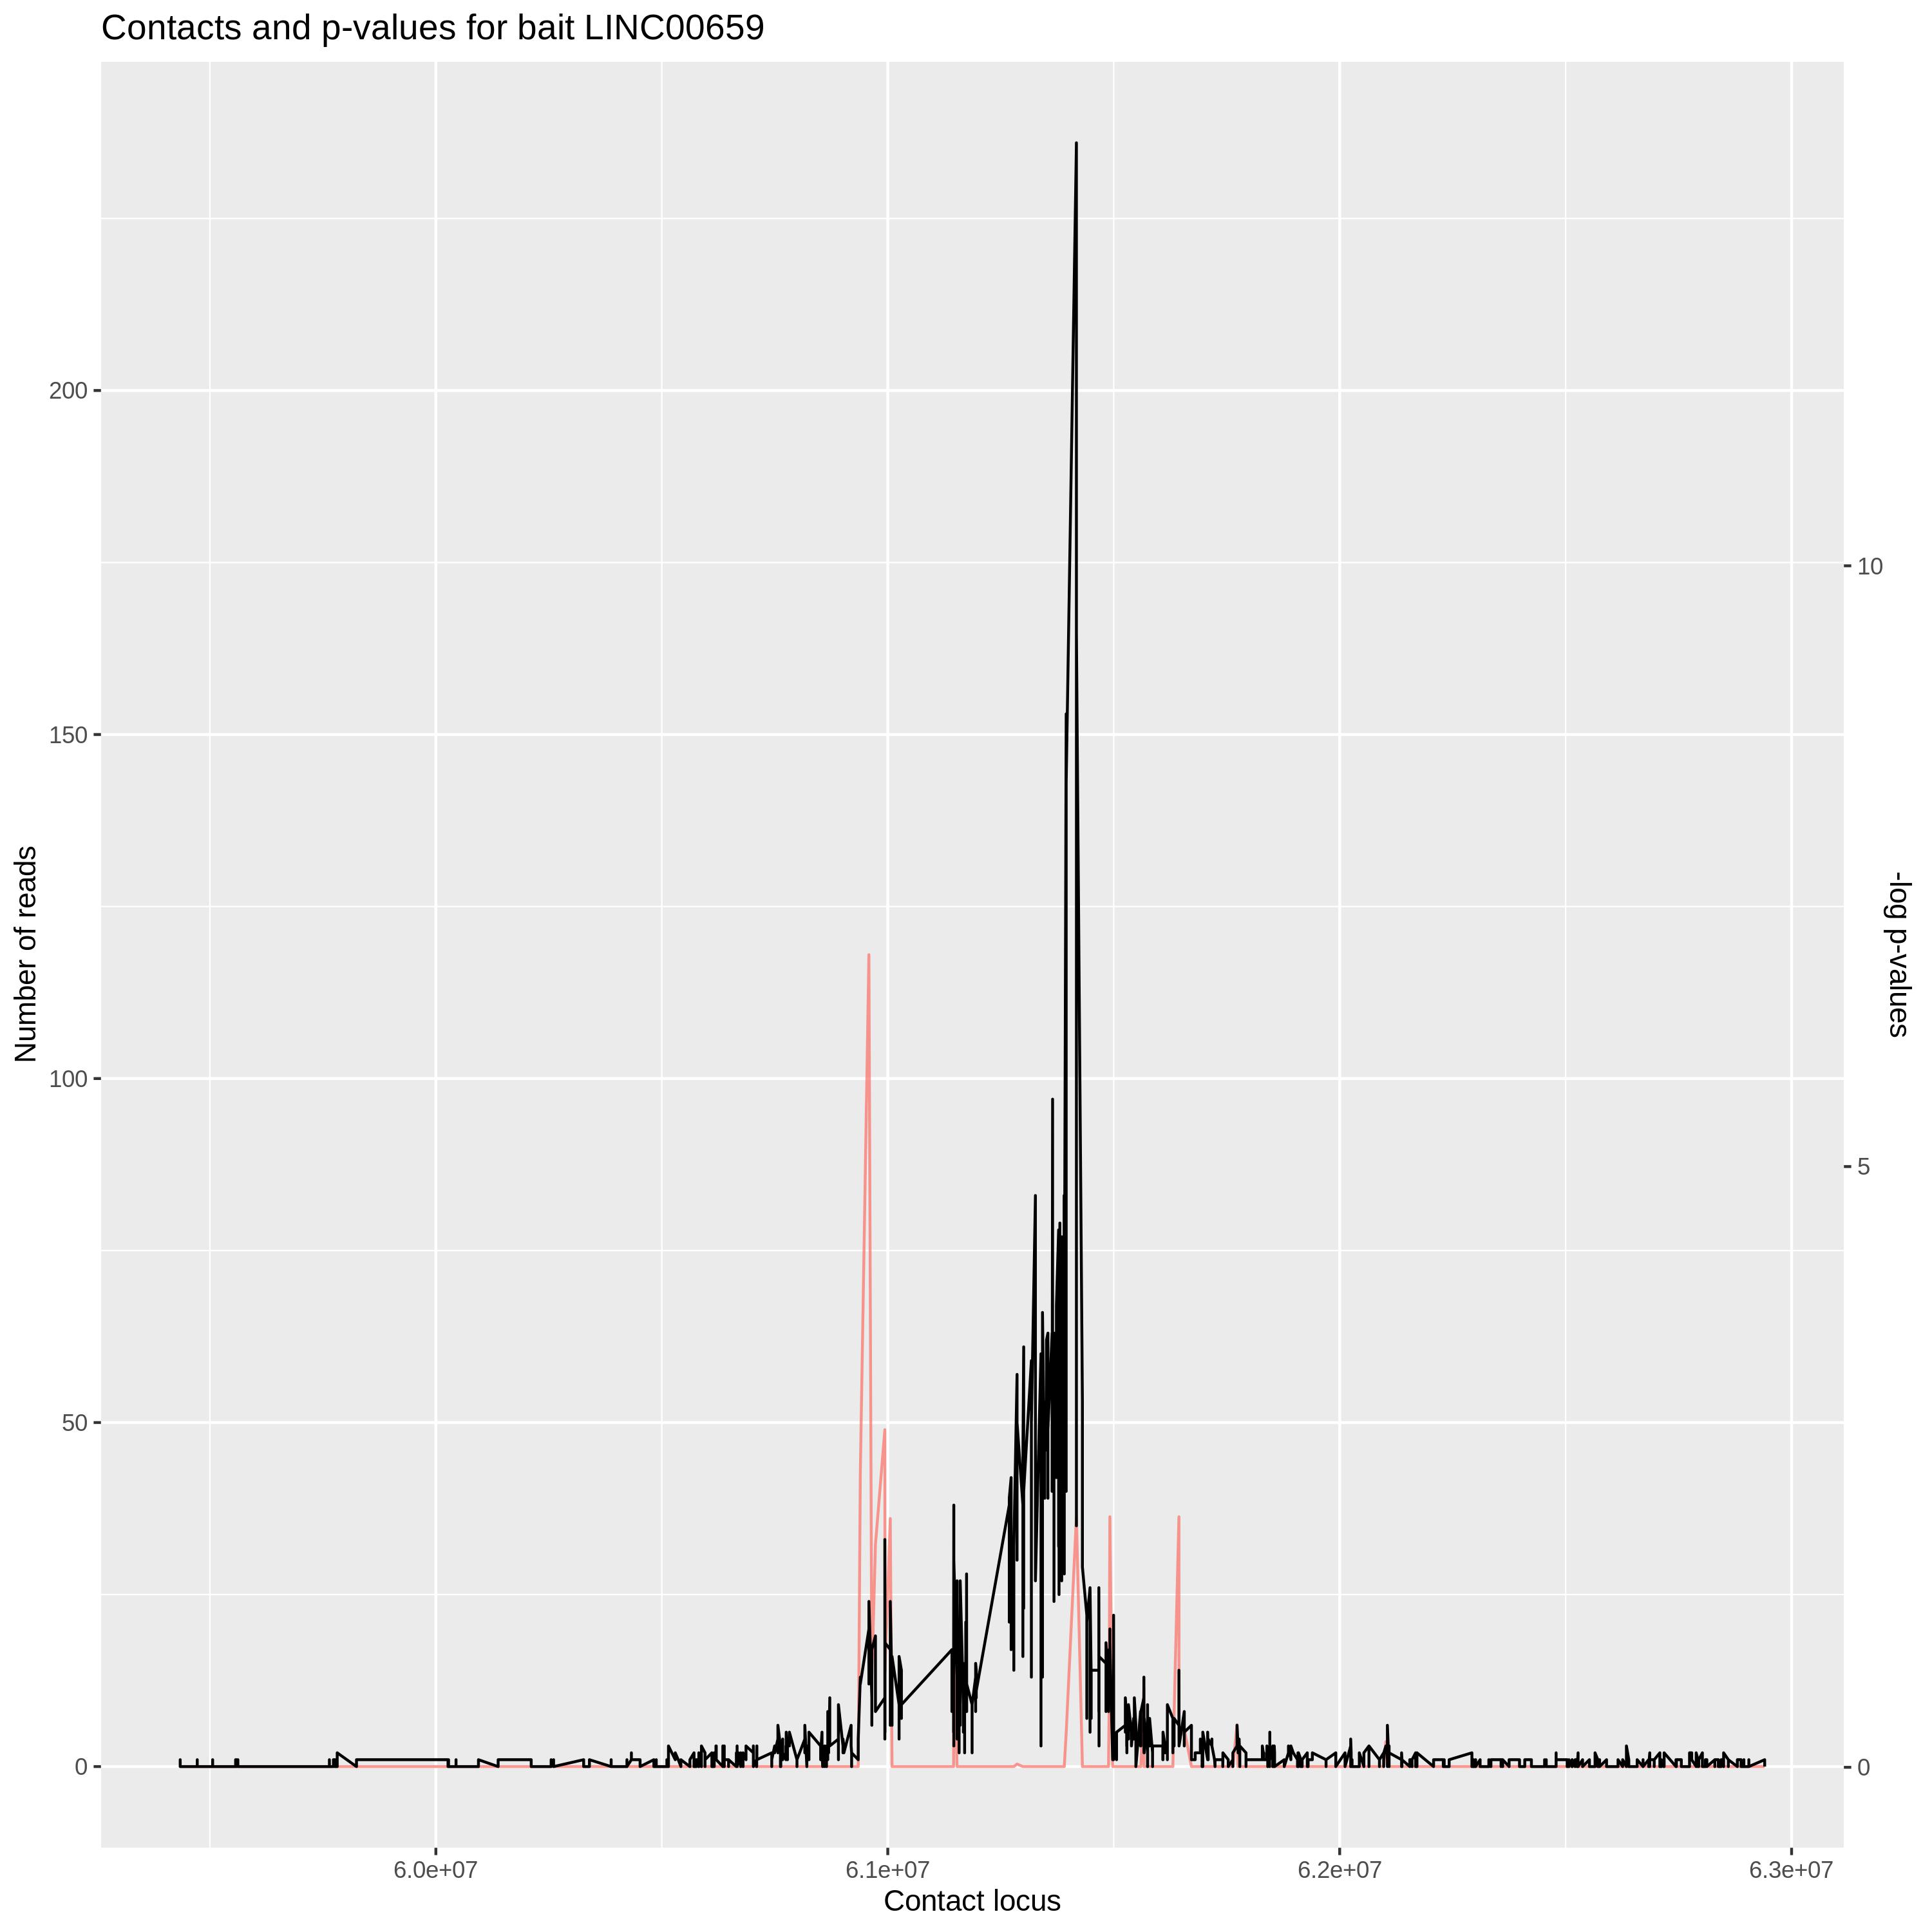 Contacts and p-values for bait LINC00659
Number of reads
200
150
100
50
0
10
5
0
-log p-values
6.0e+07
6.1e+07
6.2e+07
6.3e+07
Contact locus